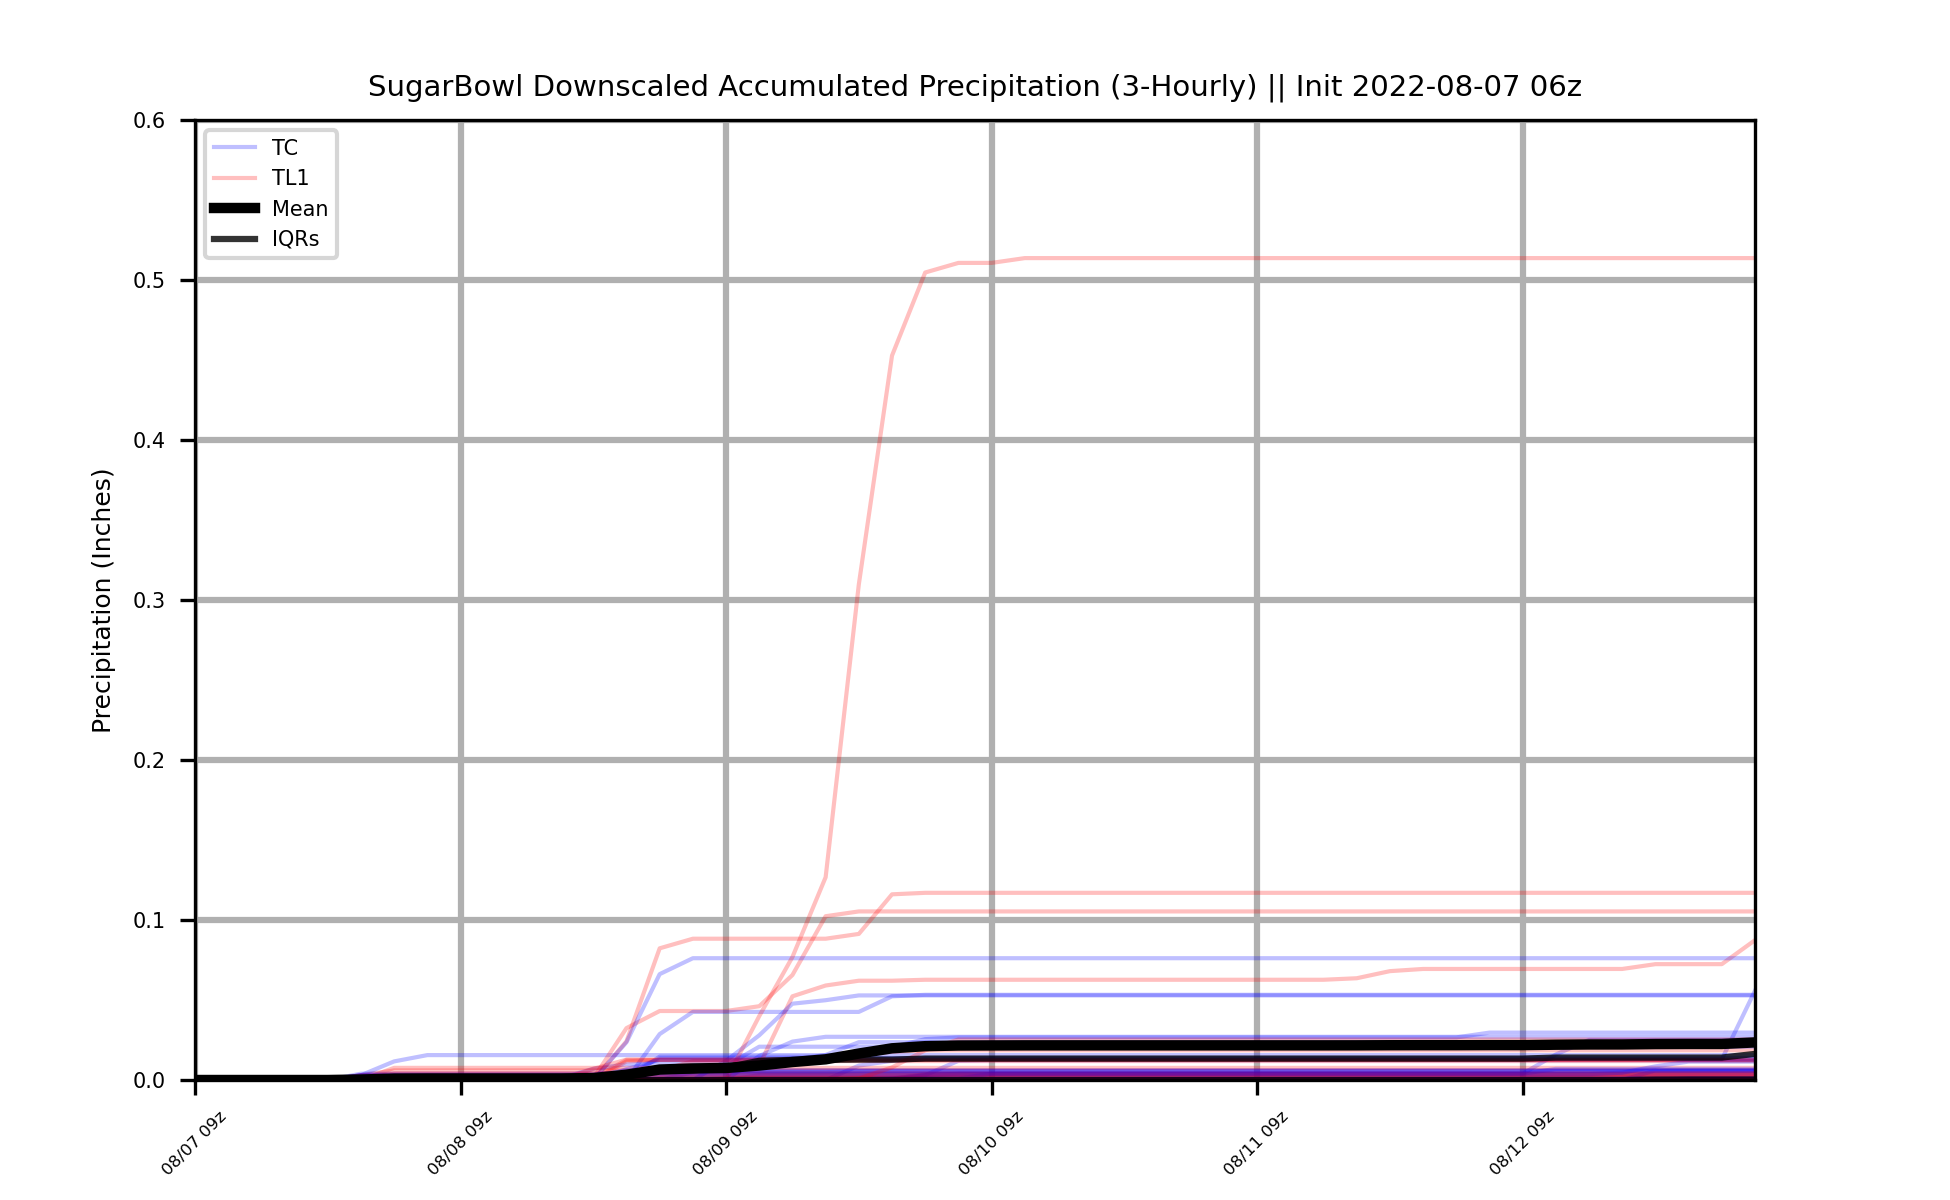 SugarBowl Downscaled Accumulated Precipitation (3-Hourly) || Init 2022-08-07 06z
TC
TL1
Mean
IQRs
Precipitation (Inches)
0.6
0.5
0.4
0.3
0.2
0.1
0.0
08/07 09z
08/08 09z
08/09 09z
08/10 09z
08/11 09z
08/12 09z